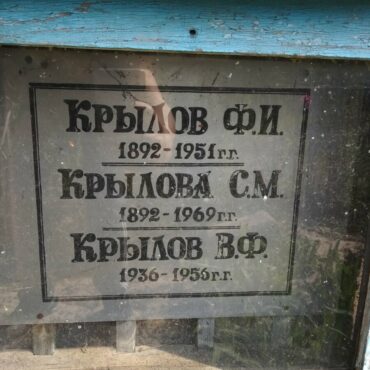 Крылов Ф.И.
1892-1951г.г.
Крылова С.М.
1892-1969г.г.
Крылов В.Ф.
1936-1956г.г.